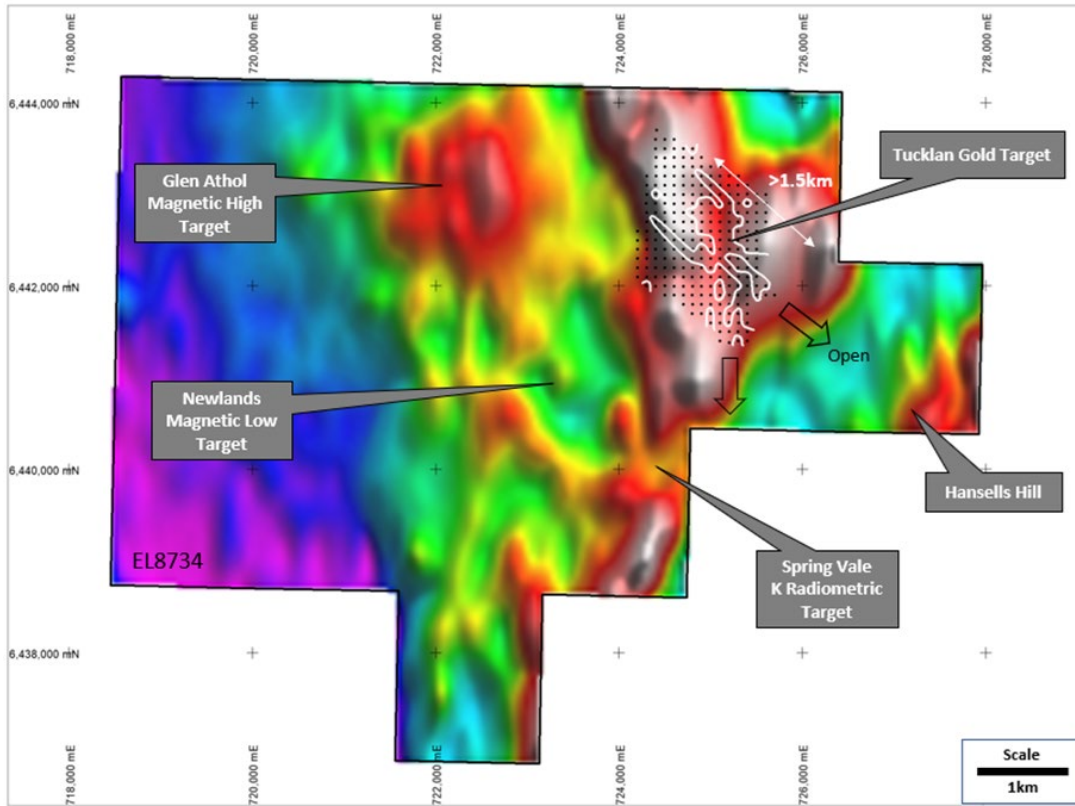 718,000 mE
720,000 mE
722,000 mE
724,000 mE
726,000 mE
728,000 mE
6,444,000 mN
6,442,000 mN
6,440,000 mN
6,438,000 mN
Glen Athol
Magnetic High
Target
Tucklan Gold Target
>1.5km
Open
Newlands
Magnetic Low
Target
Hansells Hill
Spring Vale
K Radiometric
Target
EL8734
718,000 mE
720,000 mE
722,000 mE
724,000 mE
726,000 mE
728,000 mE
Scale
1km